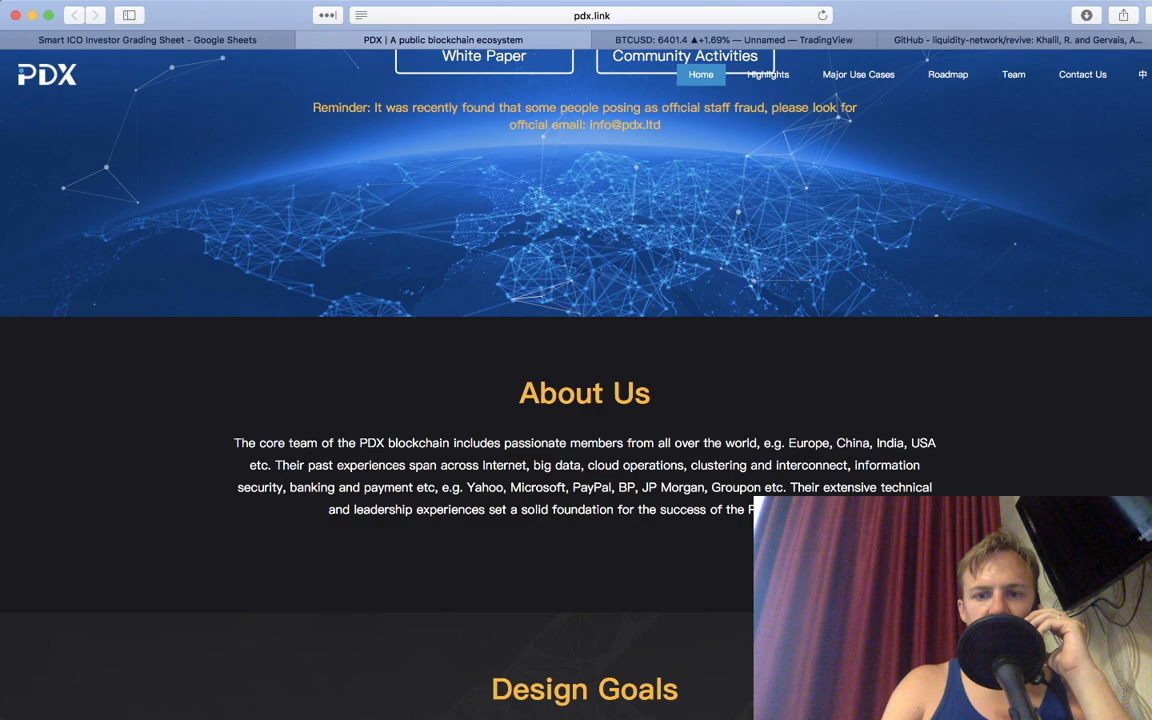 pdx.link
Smart ICO Investor Grading Sheet - Google Sheets
PDX | A public blockchain ecosystem
BTCUSD: 6401.4 ▲+1.69% — Unnamed — TradingView
GitHub - liquidity-network/revive: Khalil, R. and Gervais, A...
PDX
White Paper
Community Activities
Home
Highlights
Major Use Cases
Roadmap
Team
Contact Us
中
Reminder: It was recently found that some people posing as official staff fraud, please look for
official email: info@pdx.ltd
About Us
The core team of the PDX blockchain includes passionate members from all over the world, e.g. Europe, China, India, USA
etc. Their past experiences span across Internet, big data, cloud operations, clustering and interconnect, information
security, banking and payment etc, e.g. Yahoo, Microsoft, PayPal, BP, JP Morgan, Groupon etc. Their extensive technical
and leadership experiences set a solid foundation for the success of the
Design Goals